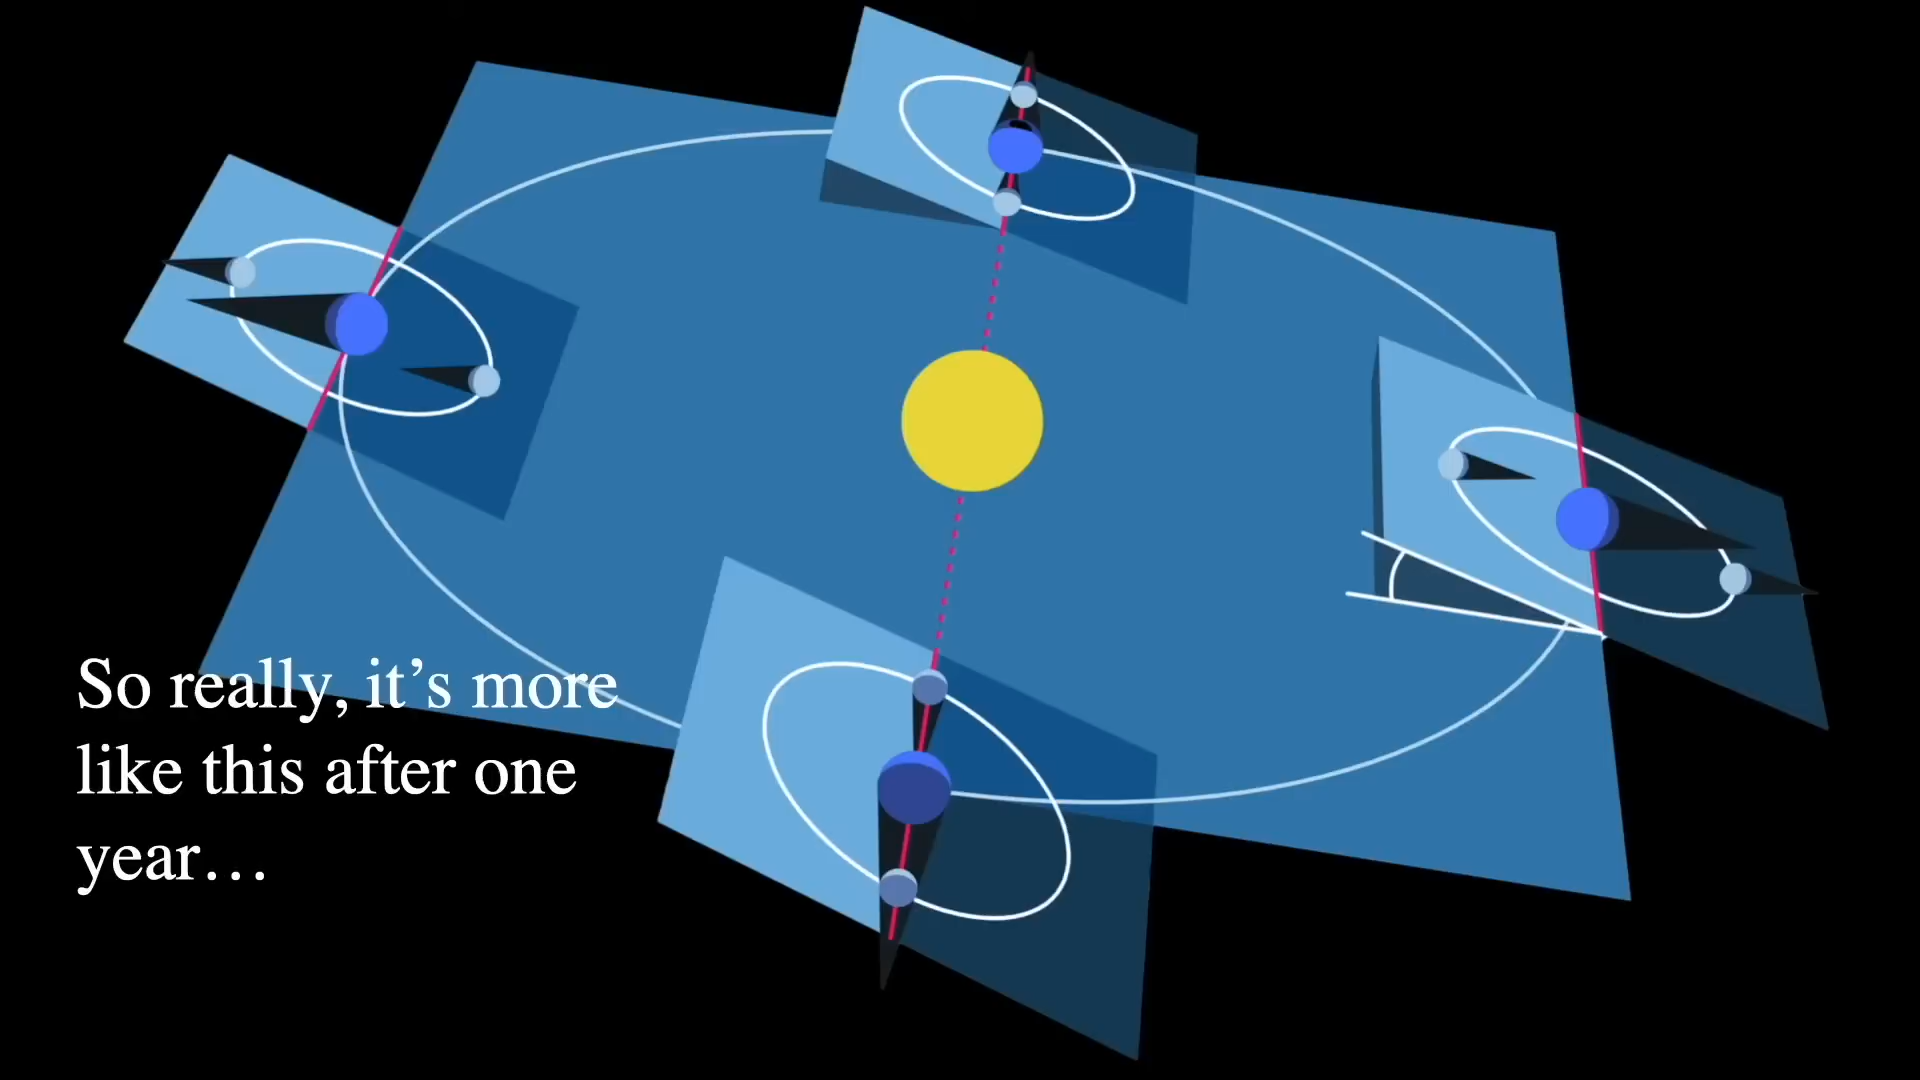 So really, it’s more
like this after one
year…